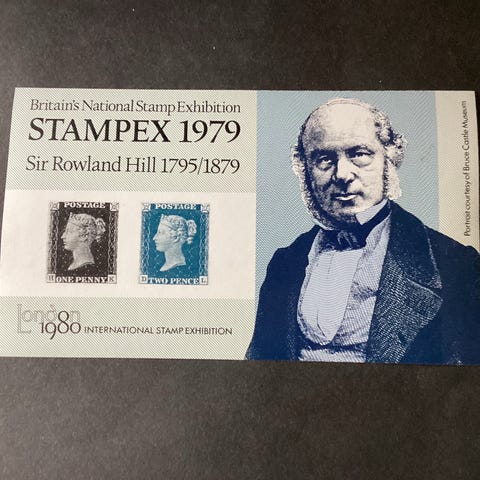 Britain's National Stamp Exhibition
STAMPEX 1979
Sir Rowland Hill 1795/1879
POSTAGE
R K
ONE PENNY
POSTAGE
D L
TWO PENCE
London
1980 INTERNATIONAL STAMP EXHIBITION
Portrait courtesy of Bruce Castle Museum